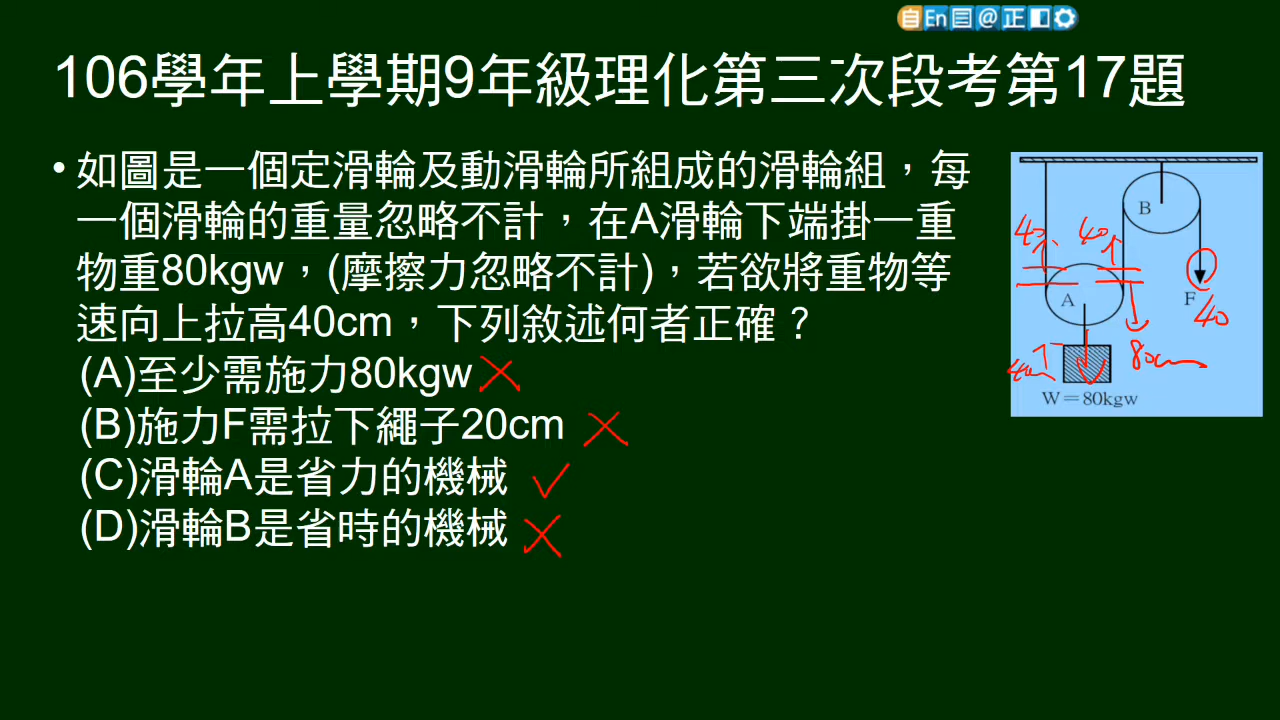 自En目@正
106學年上學期9年級理化第三次段考第17題
•如圖是一個定滑輪及動滑輪所組成的滑輪組，每
一個滑輪的重量忽略不計，在A滑輪下端掛一重
物重80kgw，(摩擦力忽略不計)，若欲將重物等
速向上拉高40cm，下列敘述何者正確？
(A)至少需施力80kgw
(B)施力F需拉下繩子20cm
(C)滑輪A是省力的機械
(D)滑輪B是省時的機械
B
40
A
F
40
80cm
W＝80kgw